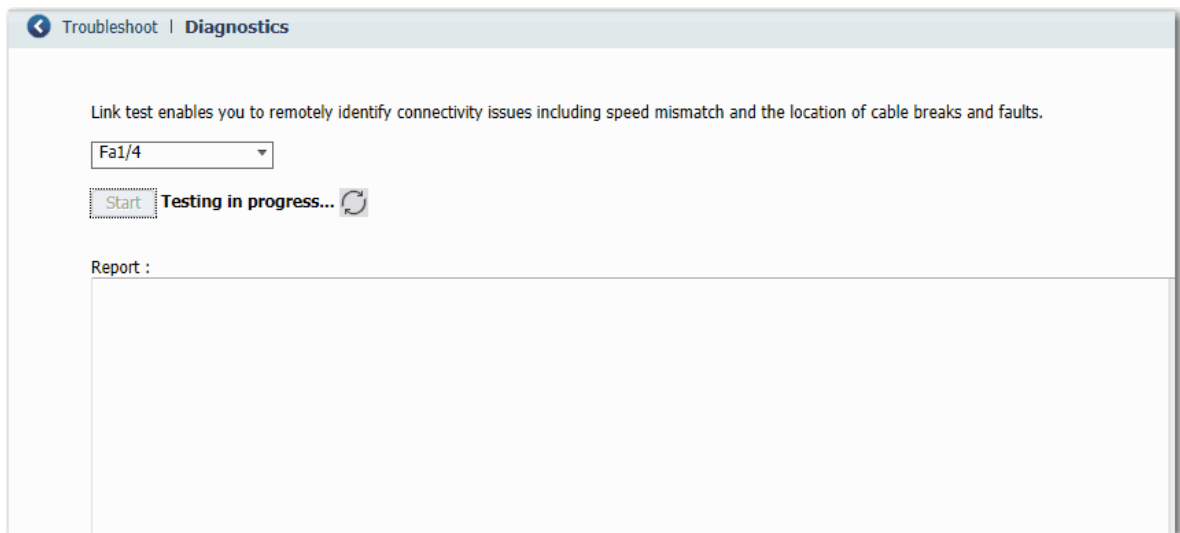 Troubleshoot | Diagnostics
Link test enables you to remotely identify connectivity issues including speed mismatch and the location of cable breaks and faults.
Fa1/4
Start Testing in progress...
Report :